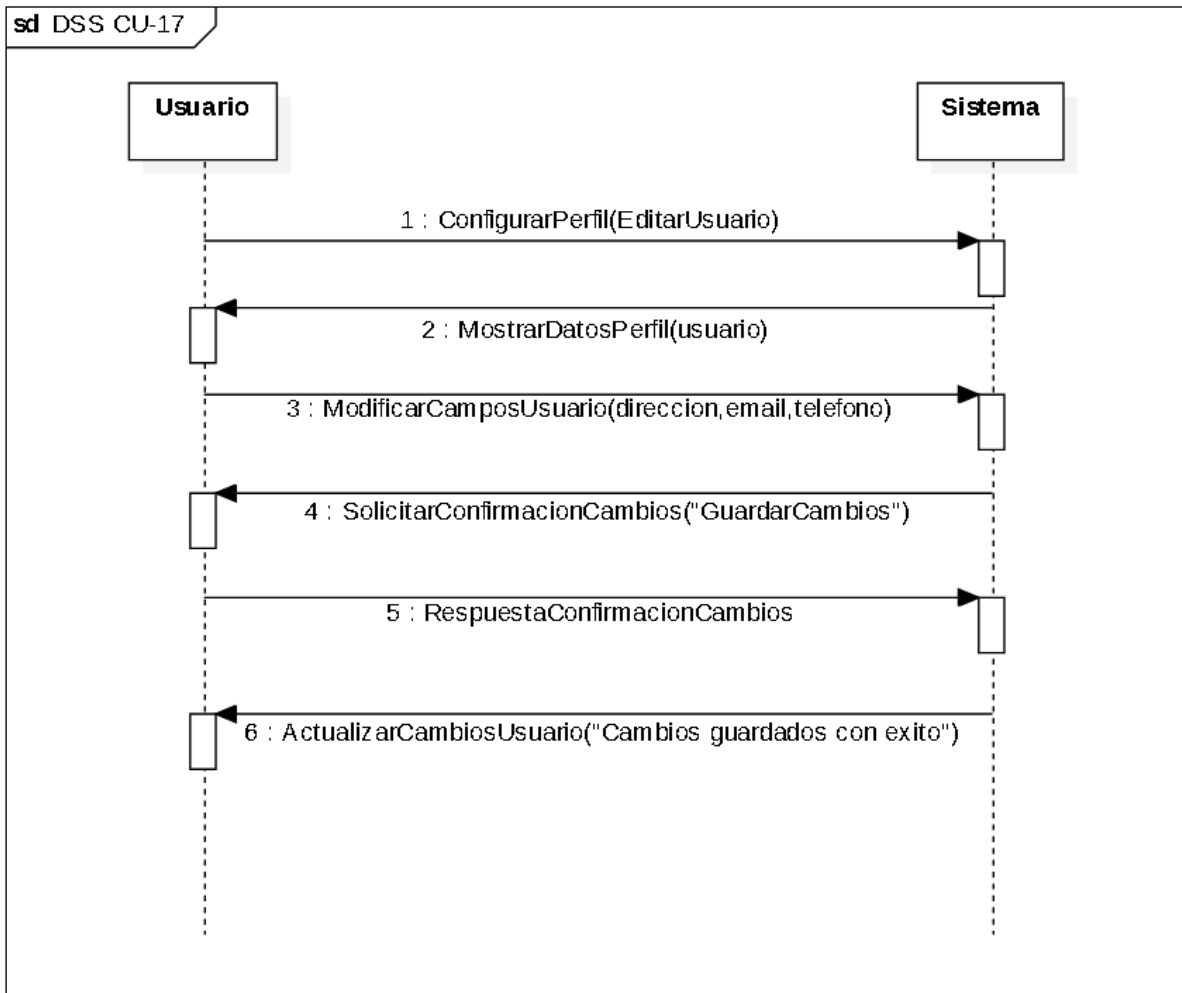 sd DSS CU-17
Usuario
Sistema
1 : ConfigurarPerfil(EditarUsuario)
2 : MostrarDatosPerfil(usuario)
3 : ModificarCamposUsuario(direccion,email,telefono)
4 : SolicitarConfirmacionCambios("GuardarCambios")
5 : RespuestaConfirmacionCambios
6 : ActualizarCambiosUsuario("Cambios guardados con exito")